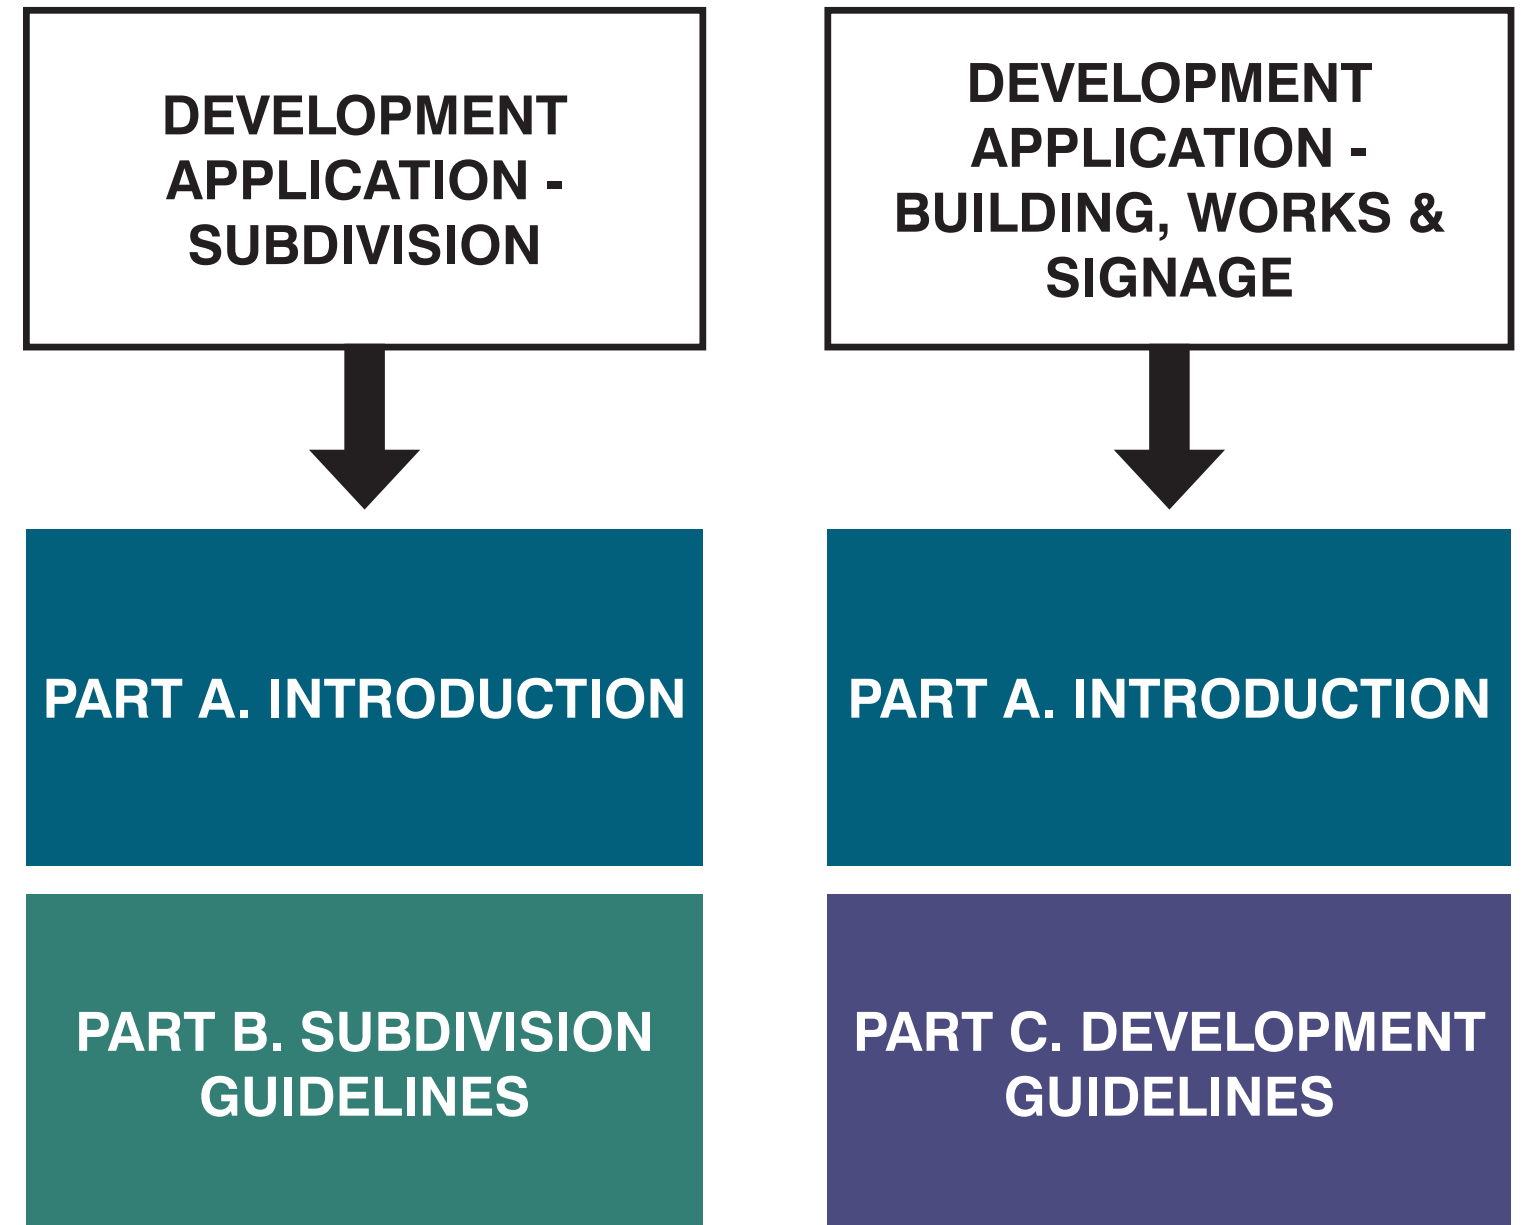 DEVELOPMENT
APPLICATION -
SUBDIVISION
DEVELOPMENT
APPLICATION -
BUILDING, WORKS &
SIGNAGE
PART A. INTRODUCTION
PART A. INTRODUCTION
PART B. SUBDIVISION
GUIDELINES
PART C. DEVELOPMENT
GUIDELINES